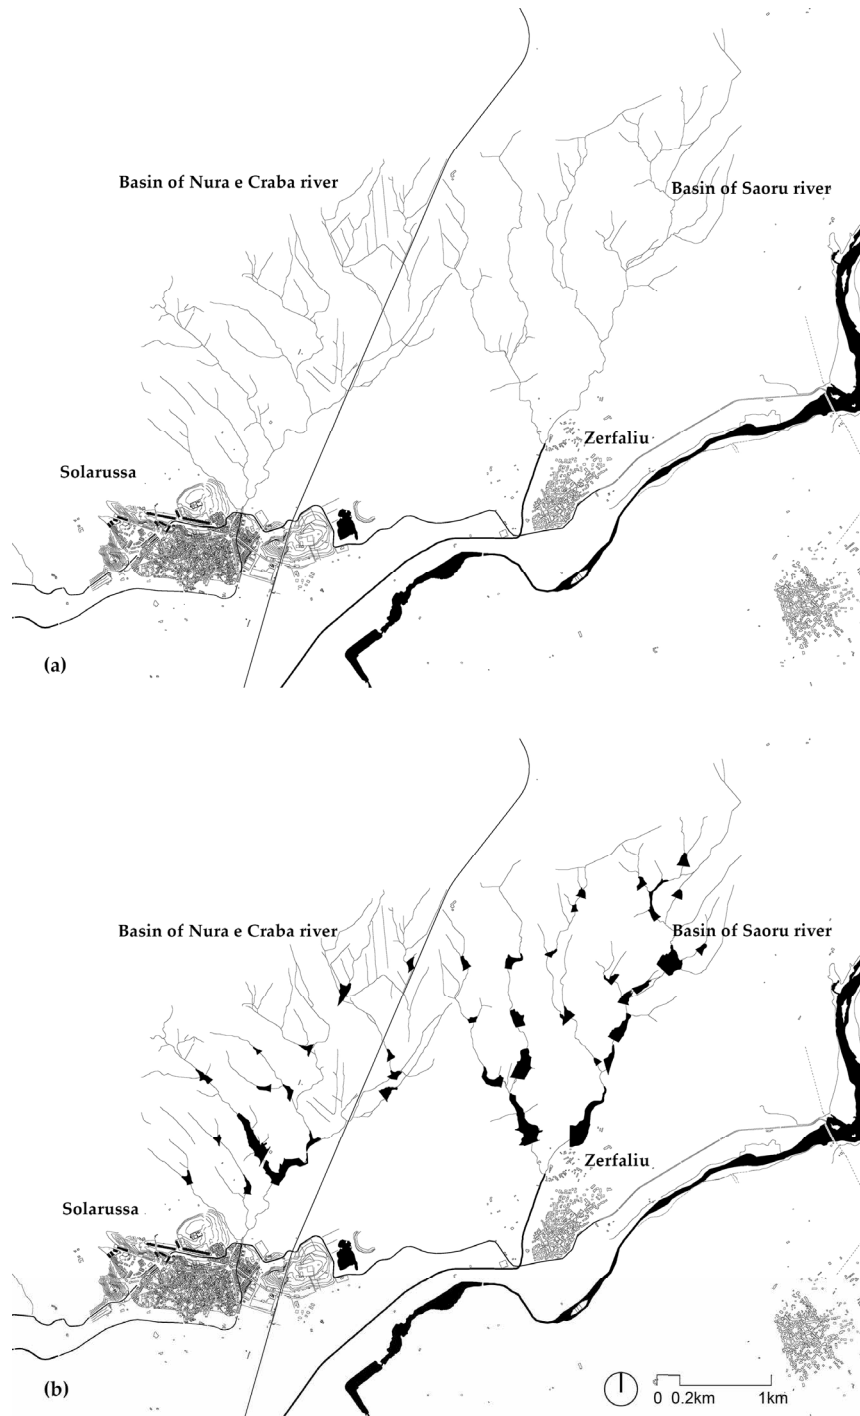 Basin of Nura e Craba river
Basin of Saoru river
Zerfaliu
Solarussa
(a)
Basin of Nura e Craba river
Basin of Saoru river
Zerfaliu
Solarussa
(b)
0 0.2km 1km